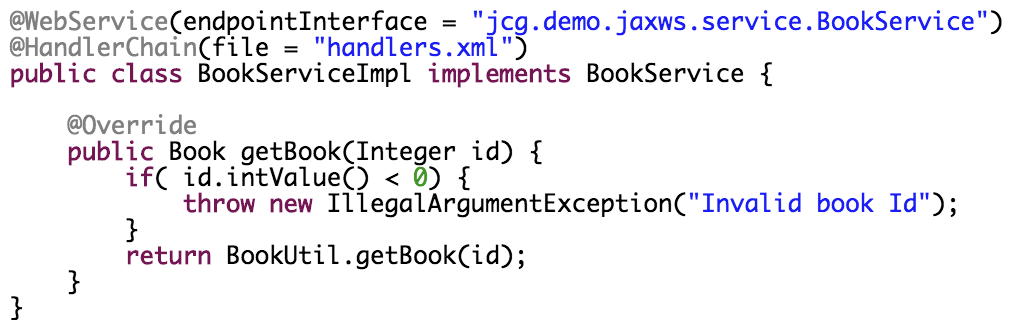 @WebService(endpointInterface = "jcg.demo.jaxws.service.BookService")
@HandlerChain(file = "handlers.xml")
public class BookServiceImpl implements BookService {
@Override
public Book getBook(Integer id) {
if( id.intValue() < 0) {
throw new IllegalArgumentException("Invalid book Id");
}
return BookUtil.getBook(id);
}
}